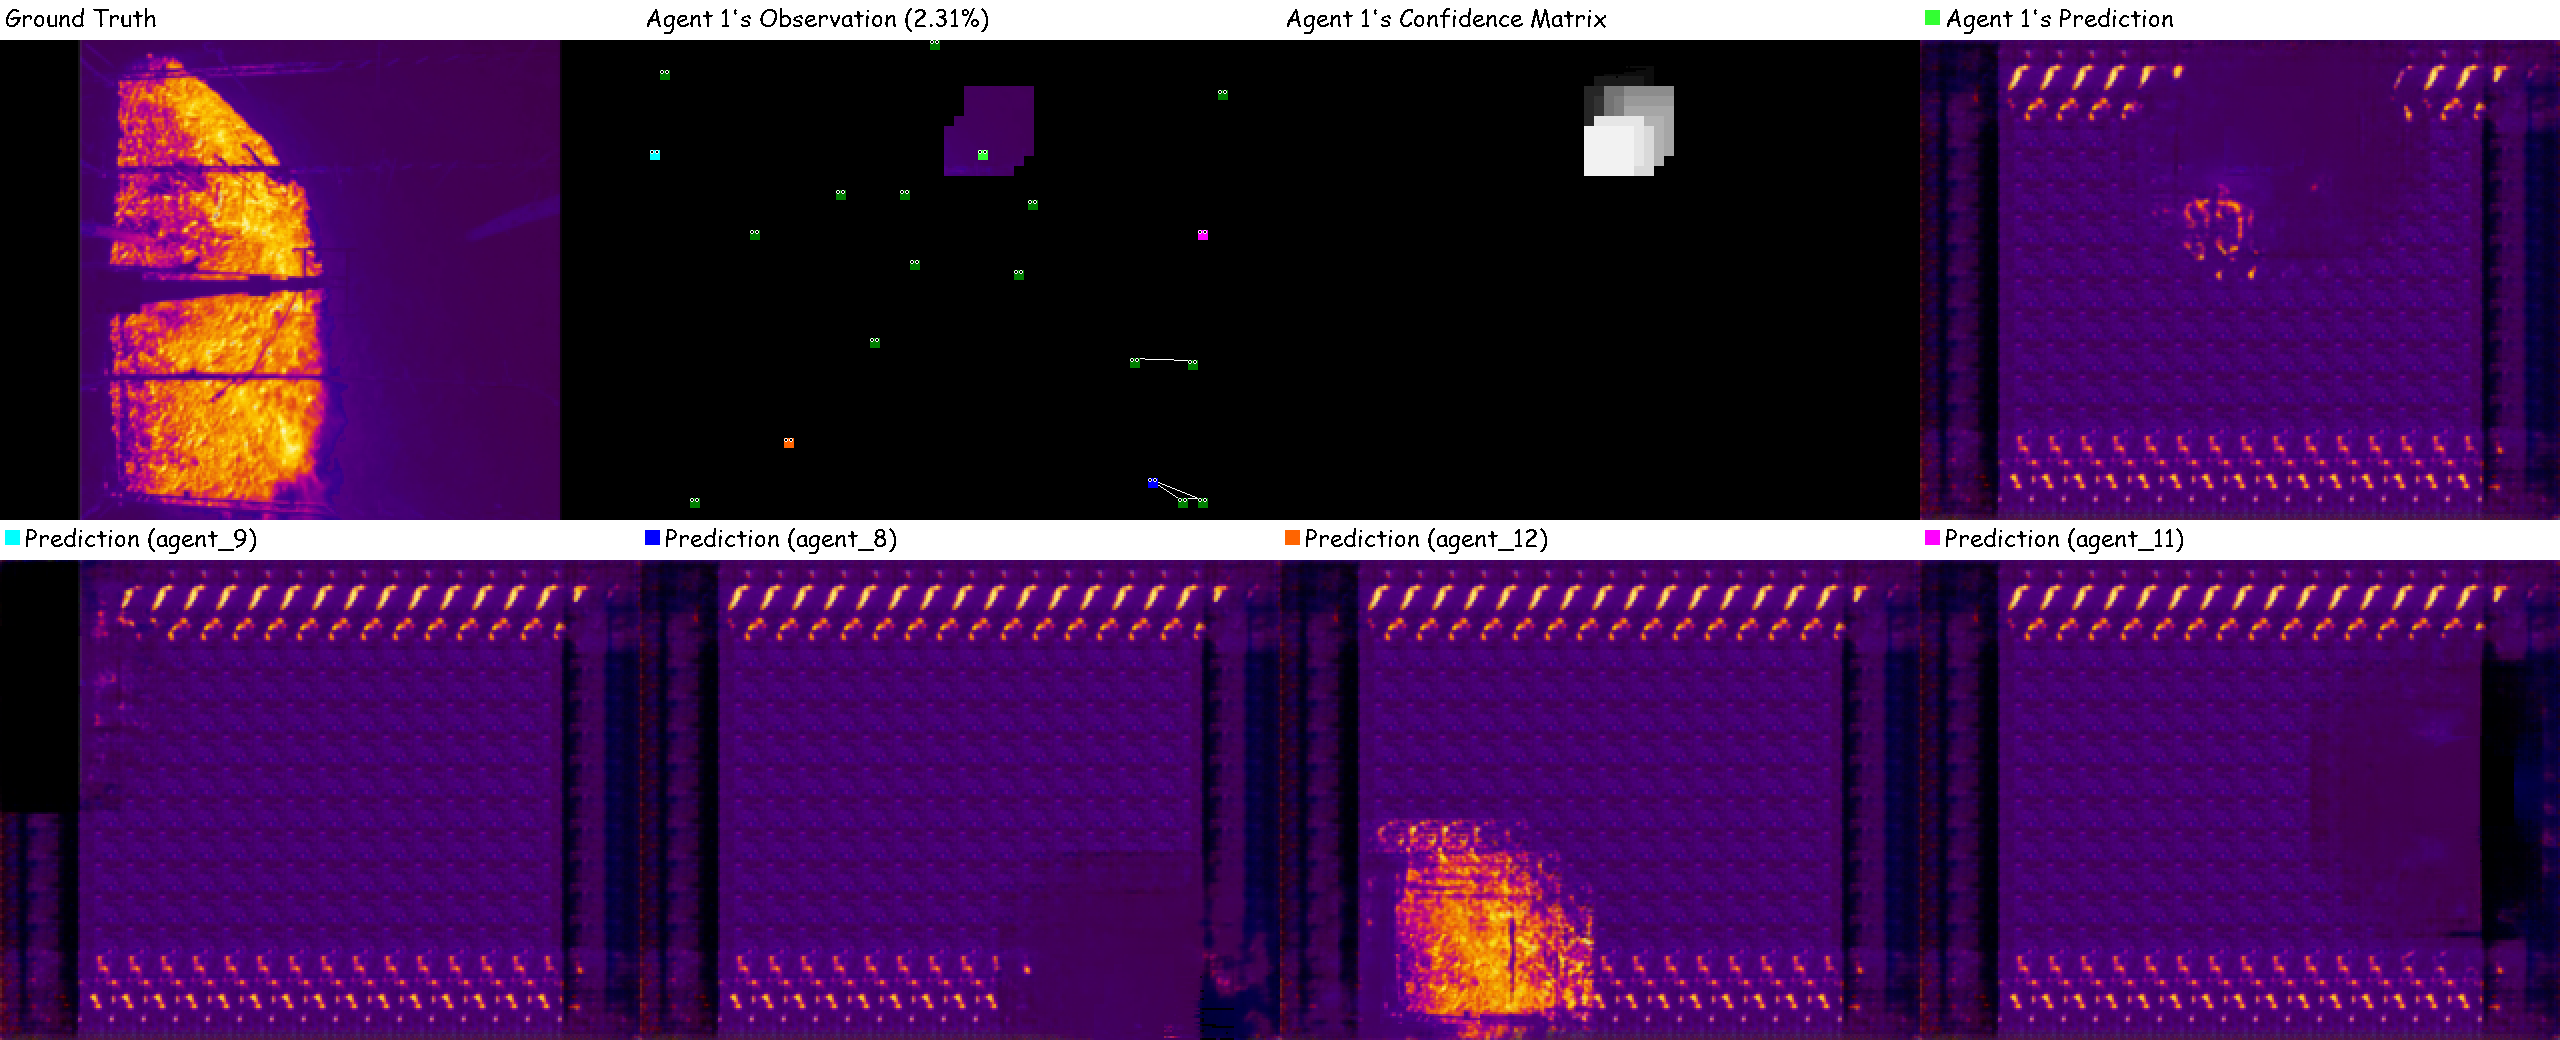 Ground Truth
Agent 1's Observation (2.31%)
Agent 1's Confidence Matrix
Agent 1's Prediction
Prediction (agent_9)
Prediction (agent_8)
Prediction (agent_12)
Prediction (agent_11)